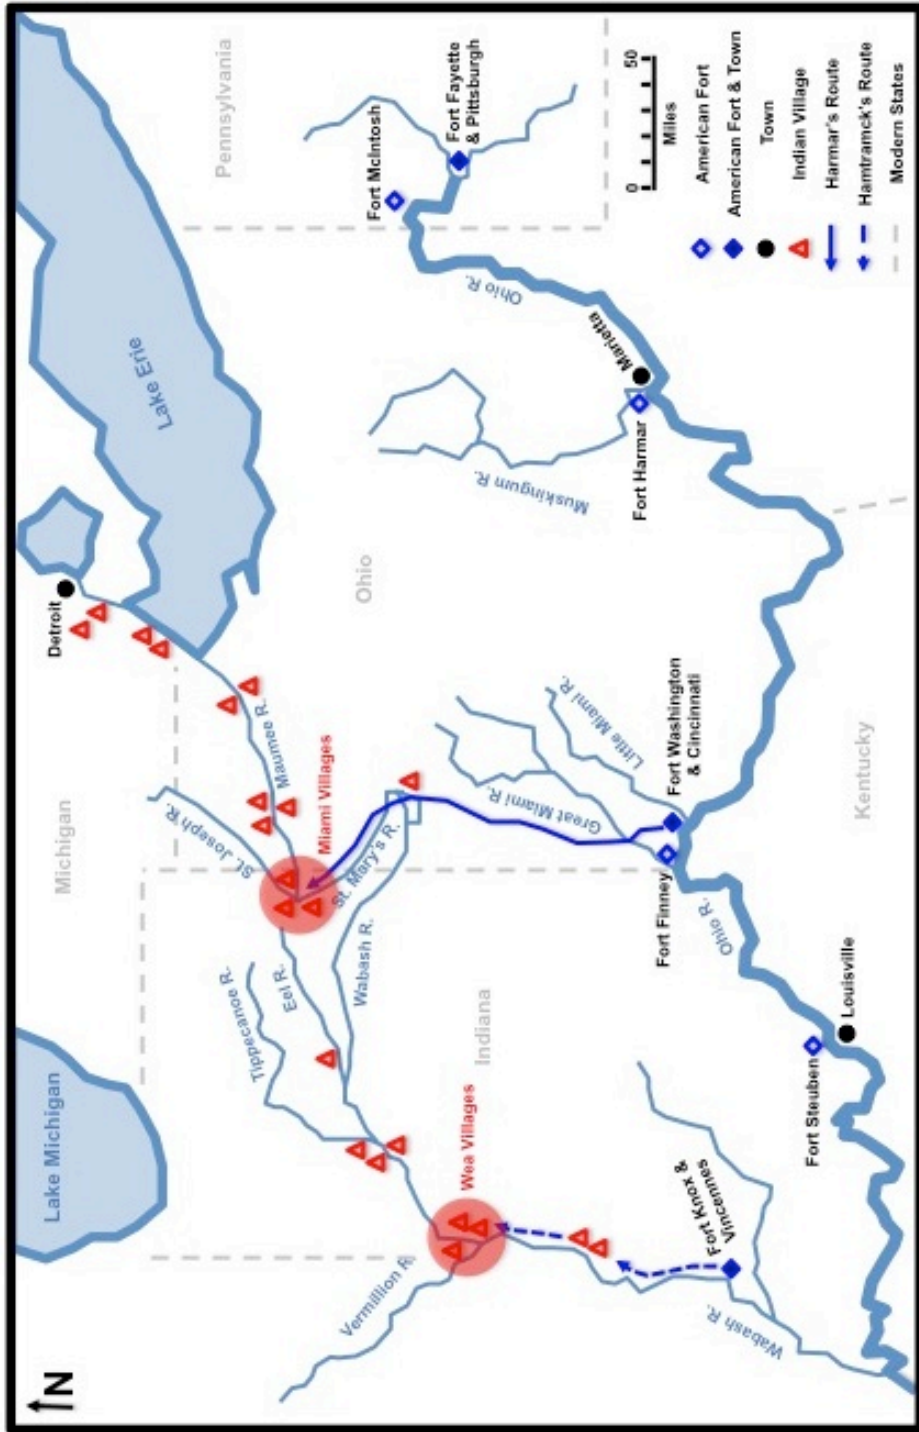 N
Lake Michigan
Michigan
Detroit
Lake Erie
Pennsylvania
Fort McIntosh
Fort Fayette
& Pittsburgh
Ohio R.
Marietta
Fort Harmar
Muskingum R.
Ohio
Maumee R.
St. Joseph R.
Miami Villages
St. Mary's R.
Wabash R.
Eel R.
Tippecanoe R.
Wea Villages
Vermillion R.
Indiana
Great Miami R.
Little Miami R.
Fort Washington
& Cincinnati
Fort Finney
Ohio R.
Kentucky
Louisville
Fort Steuben
Fort Knox &
Vincennes
Wabash R.
0
50
Miles
American Fort
American Fort & Town
Town
Indian Village
Harmar's Route
Hamtramck's Route
Modern States